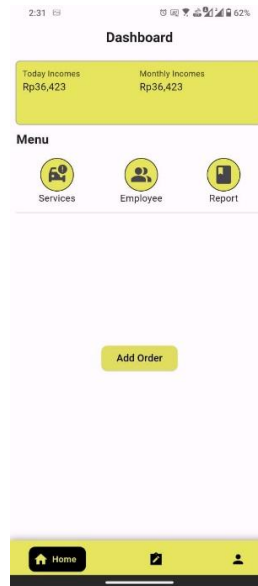 2:31
62%
Dashboard
Today Incomes Monthly Incomes
Rp36,423 Rp36,423
Menu
Services Employee Report
Add Order
Home